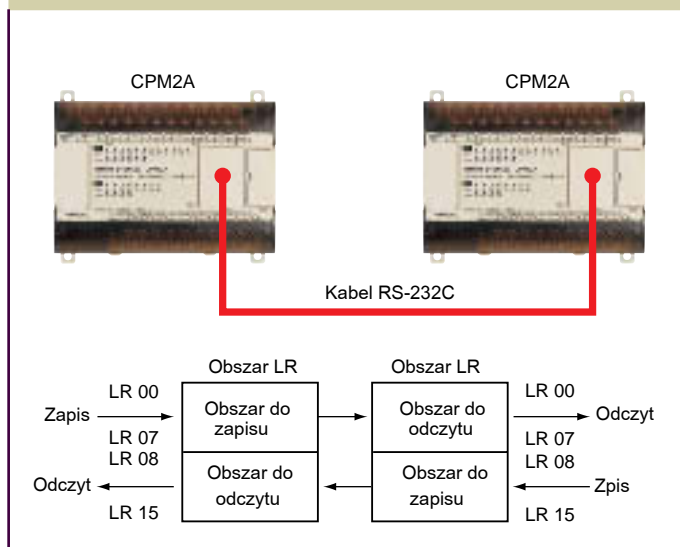 CPM2A CPM2A
Kabel RS-232C
Obszar LR Obszar LR
LR 00 LR 00
Zapis Obszar do zapisu Obszar do odczytu Odczyt
LR 07 LR 07
LR 08 LR 08
Odczyt Obszar do odczytu Obszar do zapisu Zpis
LR 15 LR 15